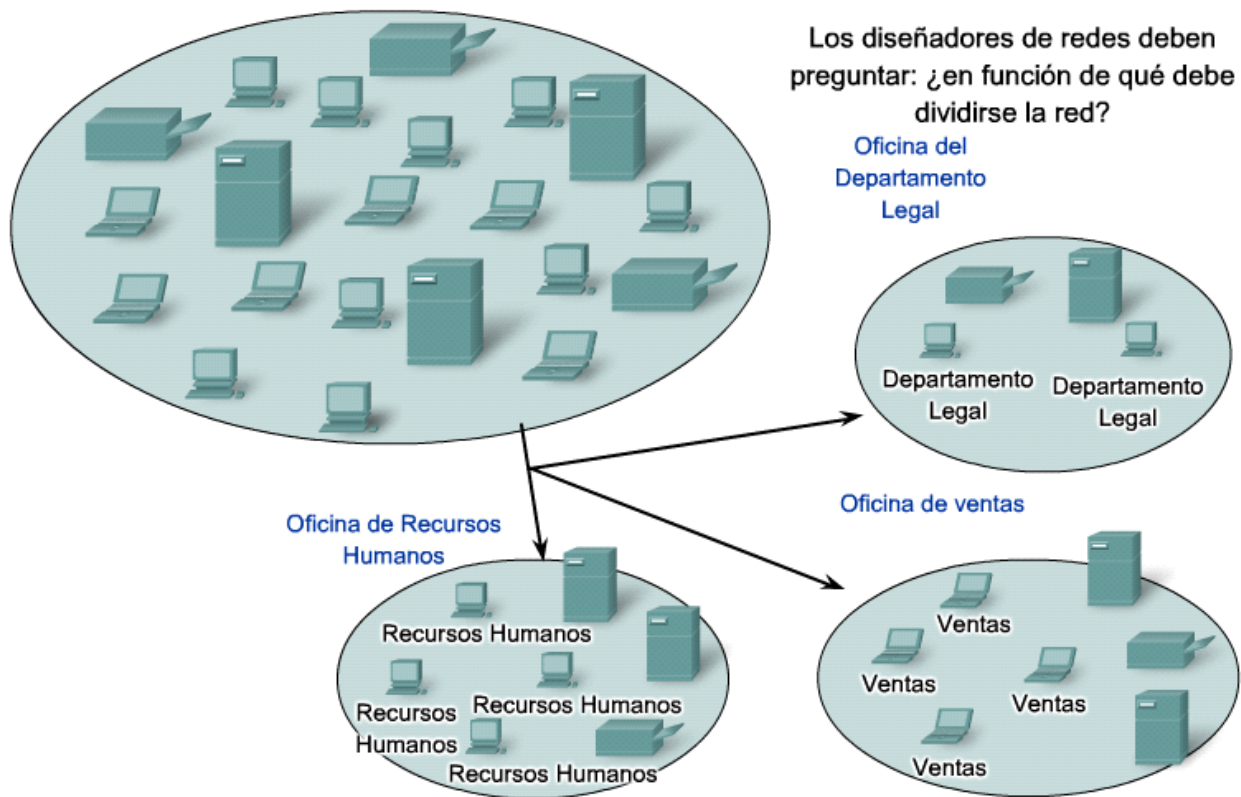 Los diseñadores de redes deben
preguntar: ¿en función de qué debe
dividirse la red?
Oficina del
Departamento
Legal
Departamento
Legal
Departamento
Legal
Oficina de Recursos
Humanos
Recursos Humanos
Recursos
Humanos
Recursos Humanos
Recursos Humanos
Oficina de ventas
Ventas
Ventas
Ventas
Ventas